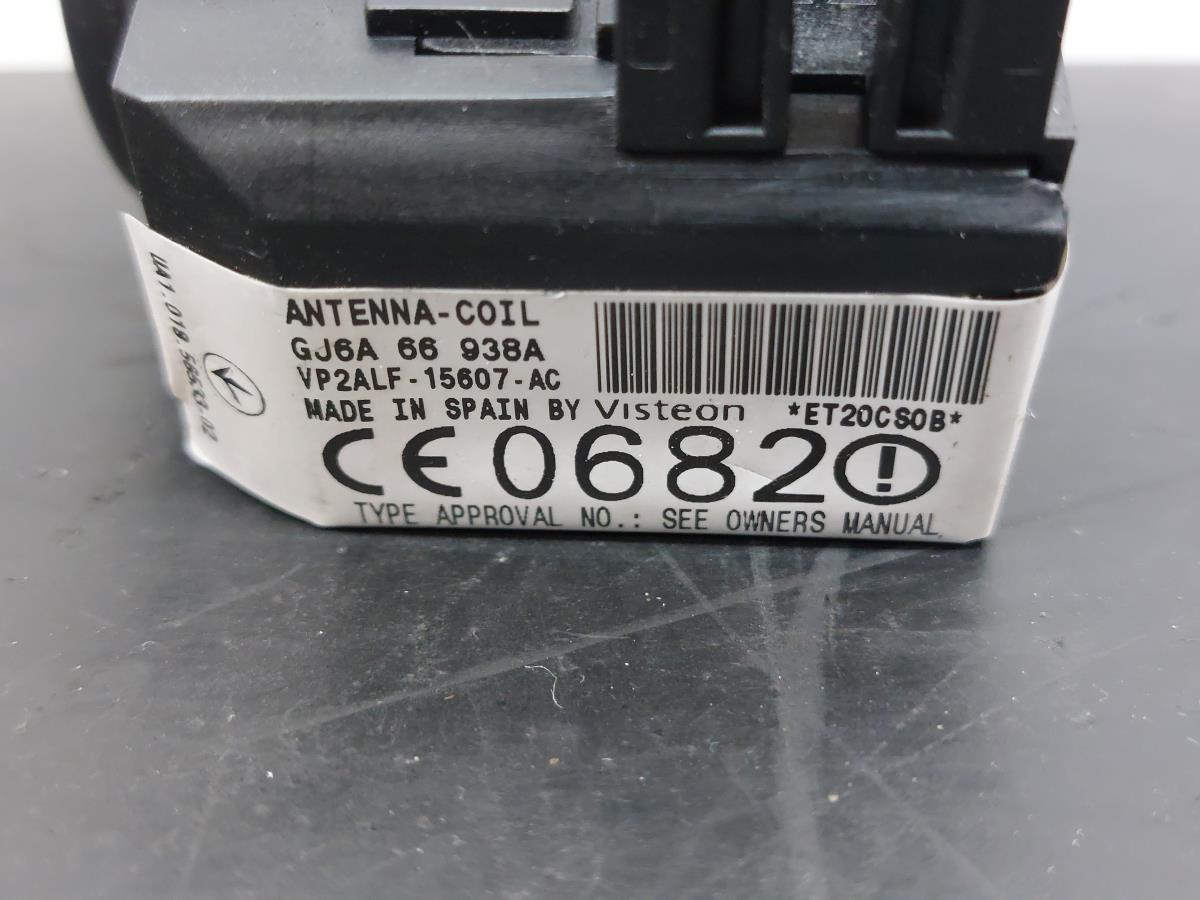 ANTENNA-COIL
GJ6A 66 938A
VP2ALF-15607-AC
MADE IN SPAIN BY Visteon
*ET20CS0B*
CE0682
TYPE APPROVAL NO.: SEE OWNERS MANUAL